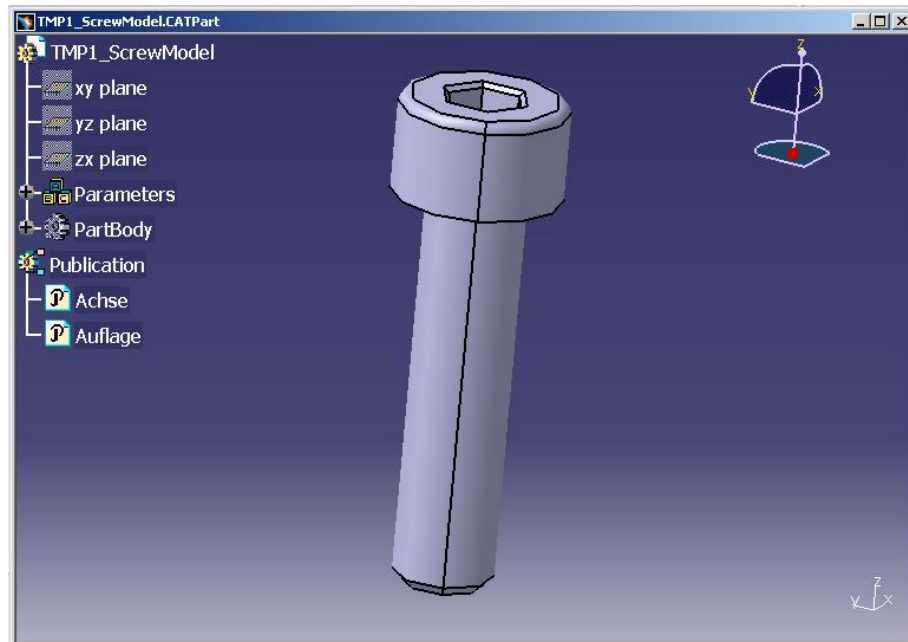 TMP1_ScrewModel.CATPart
TMP1_ScrewModel
xy plane
yz plane
zx plane
Parameters
PartBody
Publication
Achse
Auflage
z
y
x
z
y
x